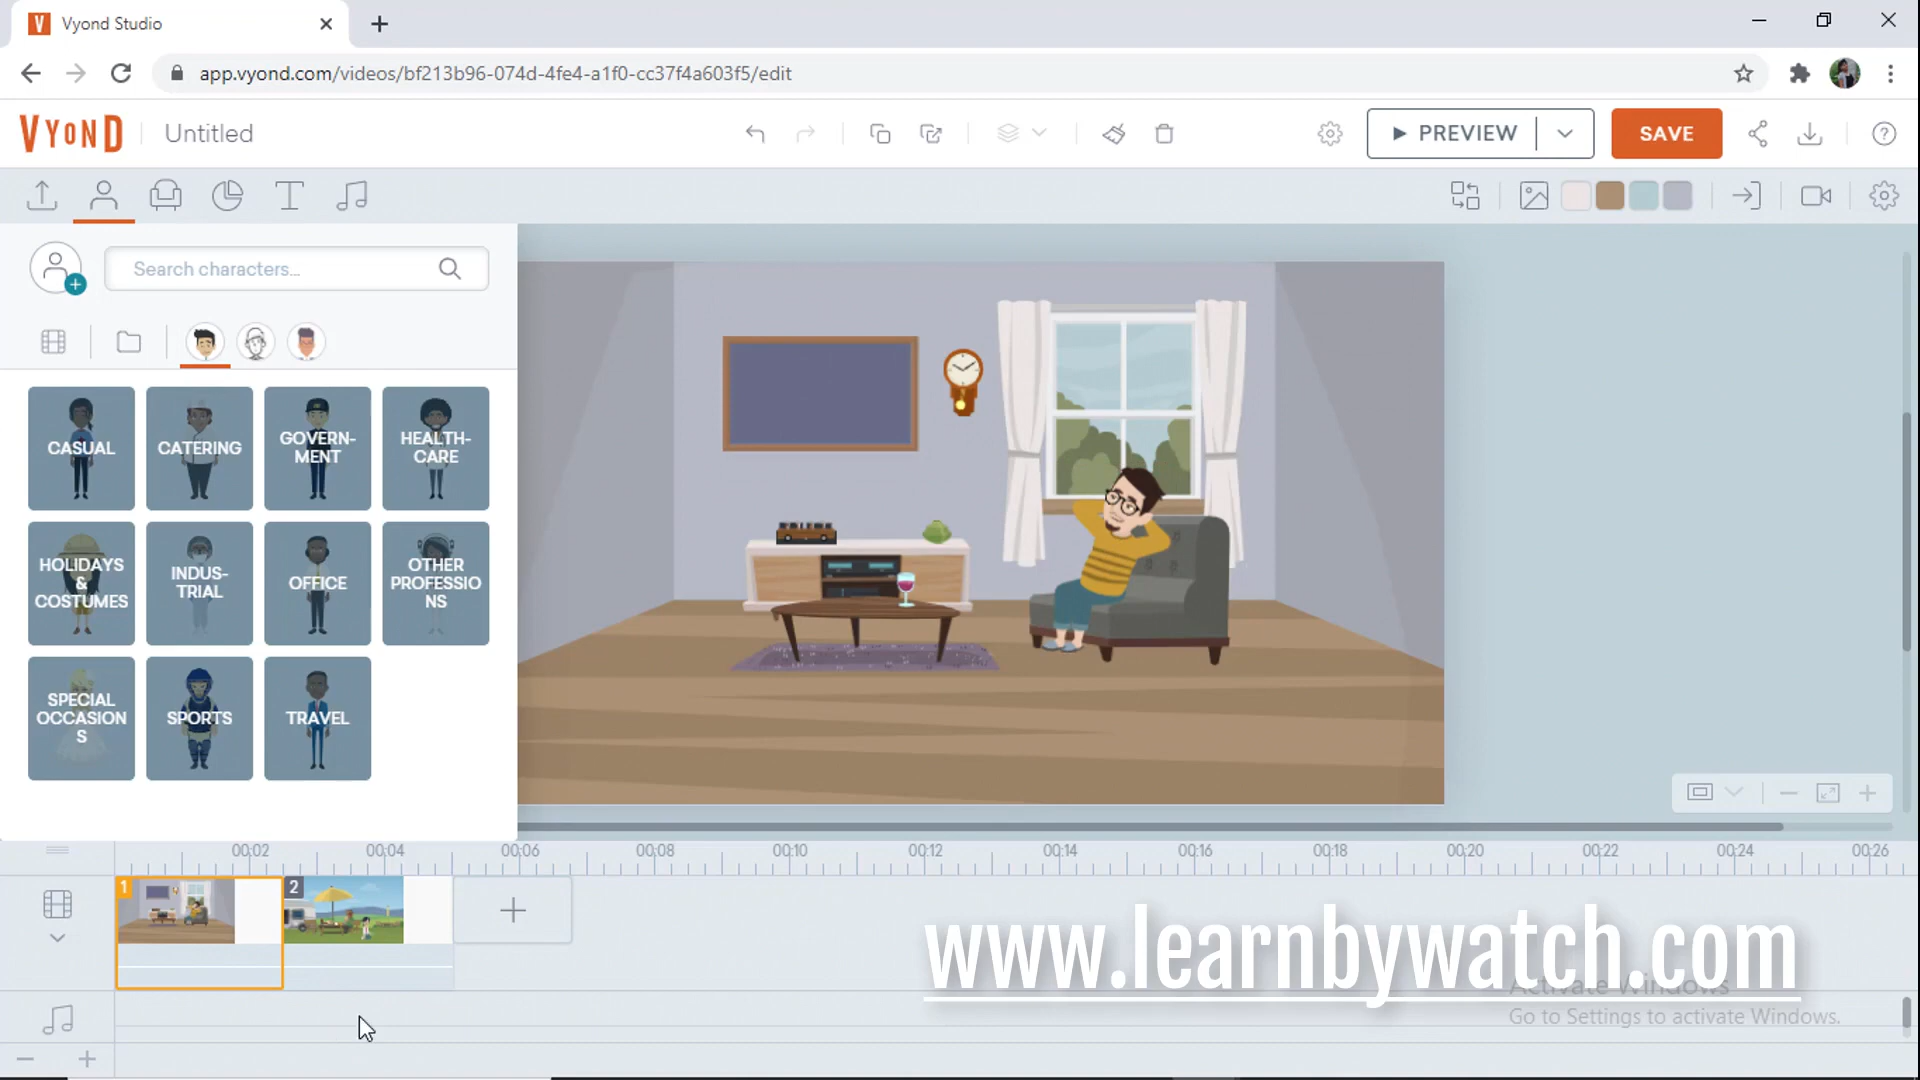 Vyond Studio
app.vyond.com/videos/bf213b96-074d-4fe4-a1f0-cc37f4a603f5/edit
VYOND
Untitled
PREVIEW
SAVE
Search characters...
CASUAL
CATERING
GOVERN-
MENT
HEALTH-
CARE
HOLIDAYS
&
COSTUMES
INDUS-
TRIAL
OFFICE
OTHER
PROFESSIO
NS
SPECIAL
OCCASION
S
SPORTS
TRAVEL
00:02 00:04 00:06 00:08 00:10 00:12 00:14 00:16 00:18 00:20 00:22 00:24 00:26
1
2
www.learnbywatch.com
Activate Windows
Go to Settings to activate Windows.